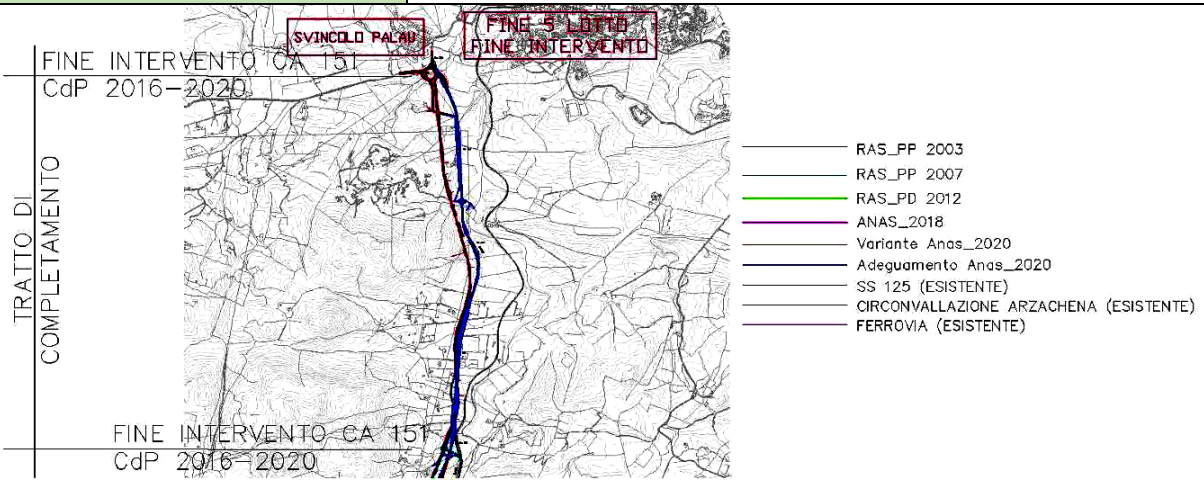 SVINCOLO PALAU
FINE 5 LOTTO
FINE INTERVENTO
FINE INTERVENTO CA 151
CdP 2016-2020
TRATTO DI
COMPLETAMENTO
FINE INTERVENTO CA 151
CdP 2016-2020
RAS_PP 2003
RAS_PP 2007
RAS_PD 2012
ANAS_2018
Variante Anas_2020
Adeguamento Anas_2020
SS 125 (ESISTENTE)
CIRCONVALLAZIONE ARZACHENA (ESISTENTE)
FERROVIA (ESISTENTE)